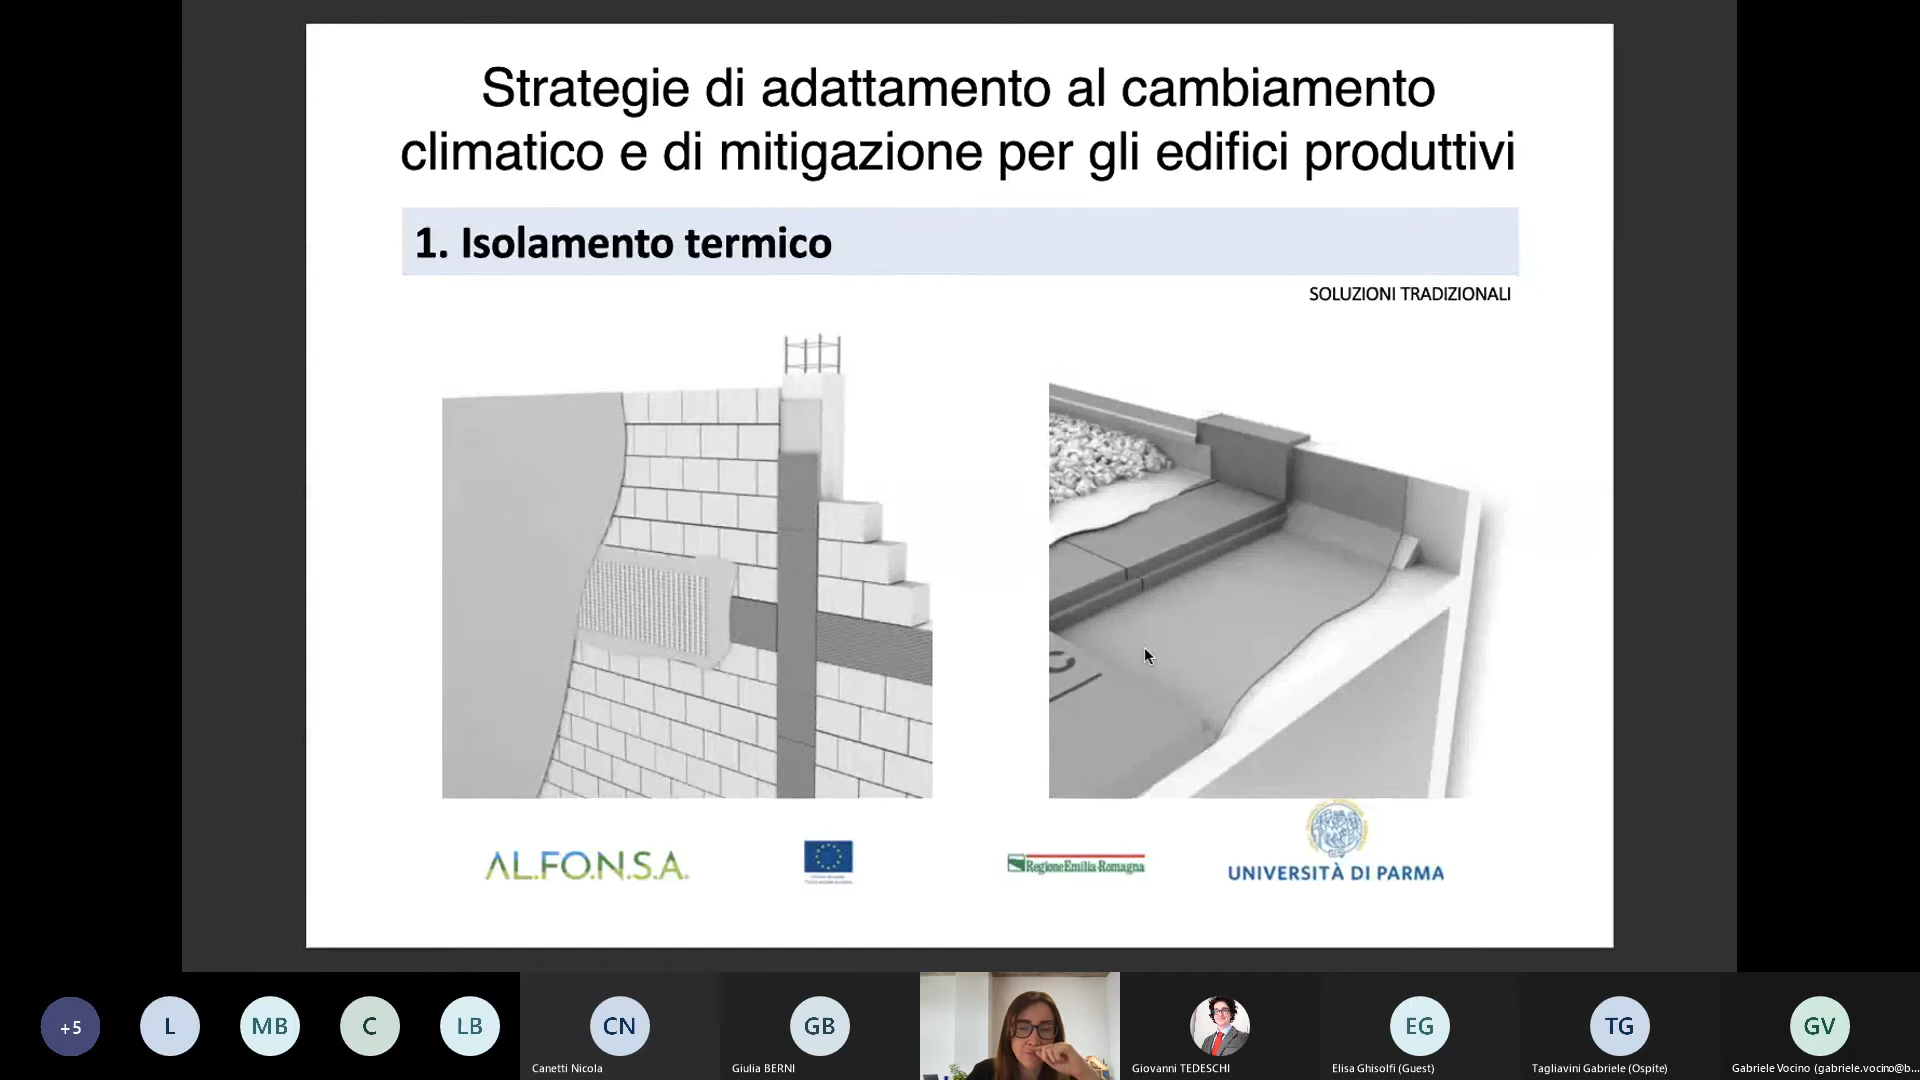 Strategie di adattamento al cambiamento
climatico e di mitigazione per gli edifici produttivi
1. Isolamento termico
SOLUZIONI TRADIZIONALI
AL.FO.N.S.A.
RegioneEmilia-Romagna
UNIVERSITÀ DI PARMA
+5
L
MB
C
LB
CN
GB
EG
TG
GV
Canetti Nicola
Giulia BERNI
Giovanni TEDESCHI
Elisa Ghisolfi (Guest)
Tagliavini Gabriele (Ospite)
Gabriele Vocino (gabriele.vocino@b...